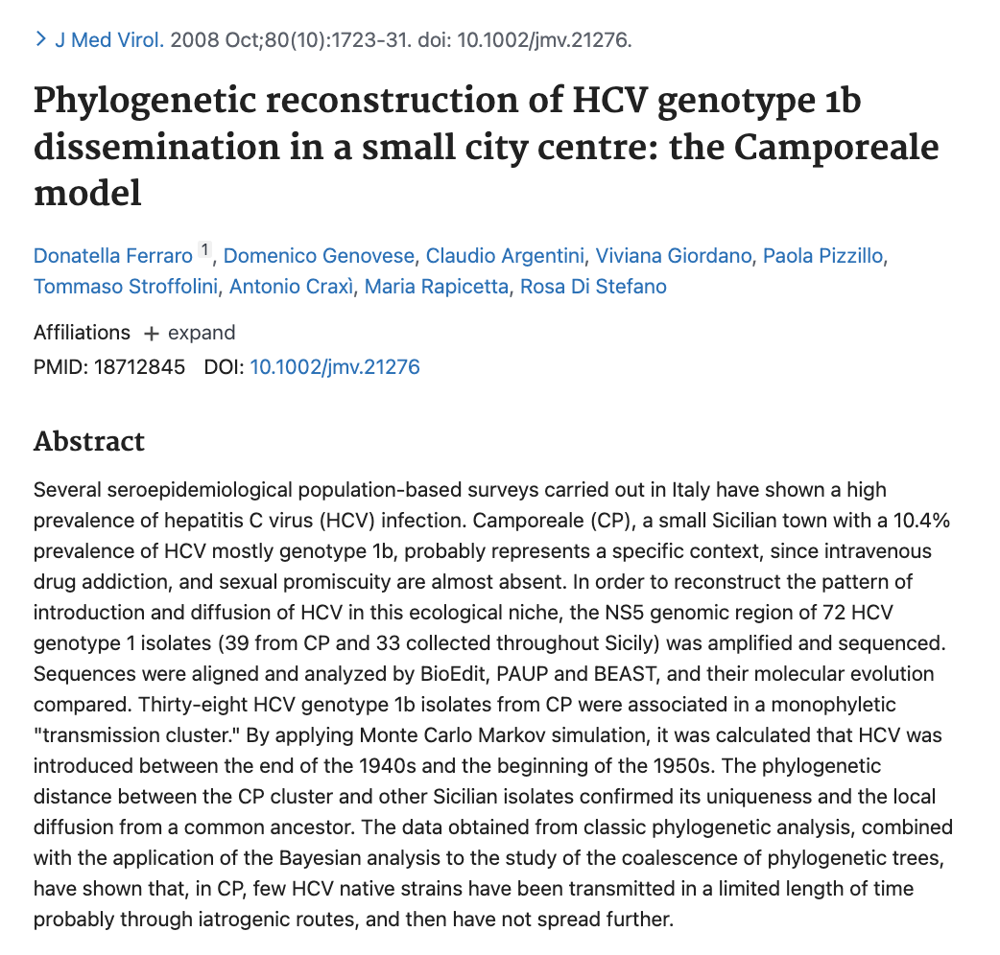 > J Med Virol. 2008 Oct;80(10):1723-31. doi: 10.1002/jmv.21276.
Phylogenetic reconstruction of HCV genotype 1b
dissemination in a small city centre: the Camporeale
model
Donatella Ferraro 1, Domenico Genovese, Claudio Argentini, Viviana Giordano, Paola Pizzillo,
Tommaso Stroffolini, Antonio Craxì, Maria Rapicetta, Rosa Di Stefano
Affiliations + expand
PMID: 18712845 DOI: 10.1002/jmv.21276
Abstract
Several seroepidemiological population-based surveys carried out in Italy have shown a high
prevalence of hepatitis C virus (HCV) infection. Camporeale (CP), a small Sicilian town with a 10.4%
prevalence of HCV mostly genotype 1b, probably represents a specific context, since intravenous
drug addiction, and sexual promiscuity are almost absent. In order to reconstruct the pattern of
introduction and diffusion of HCV in this ecological niche, the NS5 genomic region of 72 HCV
genotype 1 isolates (39 from CP and 33 collected throughout Sicily) was amplified and sequenced.
Sequences were aligned and analyzed by BioEdit, PAUP and BEAST, and their molecular evolution
compared. Thirty-eight HCV genotype 1b isolates from CP were associated in a monophyletic
"transmission cluster." By applying Monte Carlo Markov simulation, it was calculated that HCV was
introduced between the end of the 1940s and the beginning of the 1950s. The phylogenetic
distance between the CP cluster and other Sicilian isolates confirmed its uniqueness and the local
diffusion from a common ancestor. The data obtained from classic phylogenetic analysis, combined
with the application of the Bayesian analysis to the study of the coalescence of phylogenetic trees,
have shown that, in CP, few HCV native strains have been transmitted in a limited length of time
probably through iatrogenic routes, and then have not spread further.